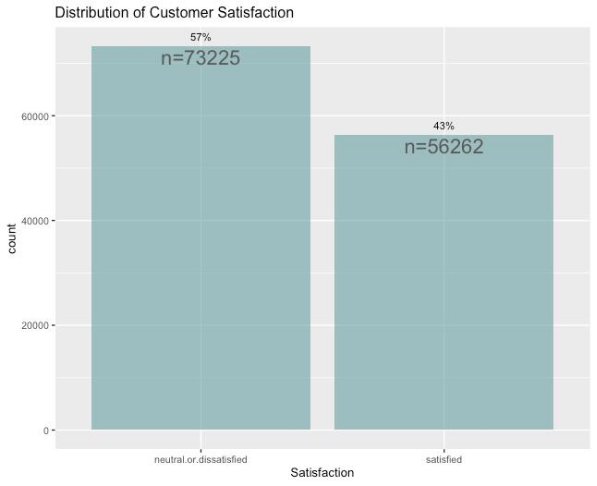 Distribution of Customer Satisfaction
57%
n=73225
43%
n=56262
60000
40000
20000
0
count
neutral.or.dissatisfied
satisfied
Satisfaction